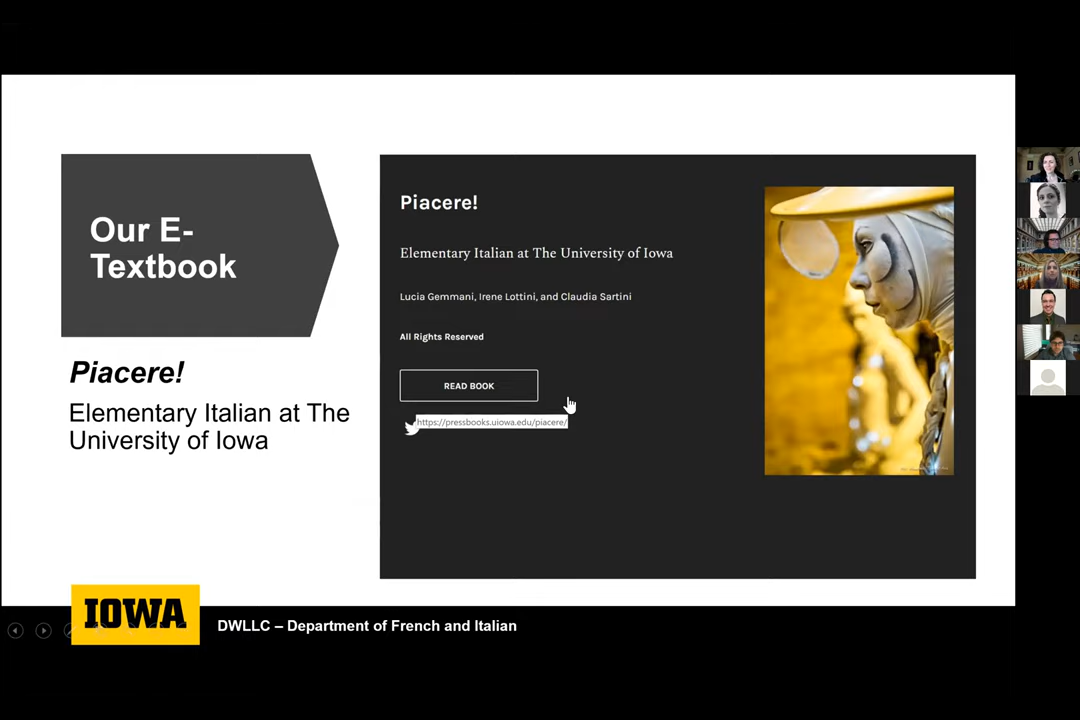 Our E-
Textbook
Piacere!
Elementary Italian at The
University of Iowa
Piacere!
Elementary Italian at The University of Iowa
Lucia Gemmani, Irene Lottini, and Claudia Sartini
All Rights Reserved
READ BOOK
https://pressbooks.uiowa.edu/piacere/
IOWA
DWLLC – Department of French and Italian